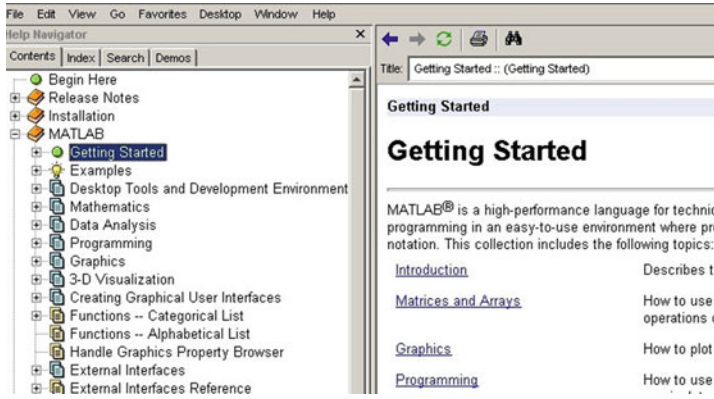 File Edit View Go Favorites Desktop Window Help
Help Navigator
Contents Index Search Demos
Begin Here
Release Notes
Installation
MATLAB
Getting Started
Examples
Desktop Tools and Development Environment
Mathematics
Data Analysis
Programming
Graphics
3-D Visualization
Creating Graphical User Interfaces
Functions -- Categorical List
Functions -- Alphabetical List
Handle Graphics Property Browser
External Interfaces
External Interfaces Reference
Title: Getting Started :: (Getting Started)
Getting Started
Getting Started
MATLAB® is a high-performance language for technic
programming in an easy-to-use environment where pr
notation. This collection includes the following topics:
Introduction Describes t
Matrices and Arrays How to use
operations
Graphics How to plot
Programming How to use